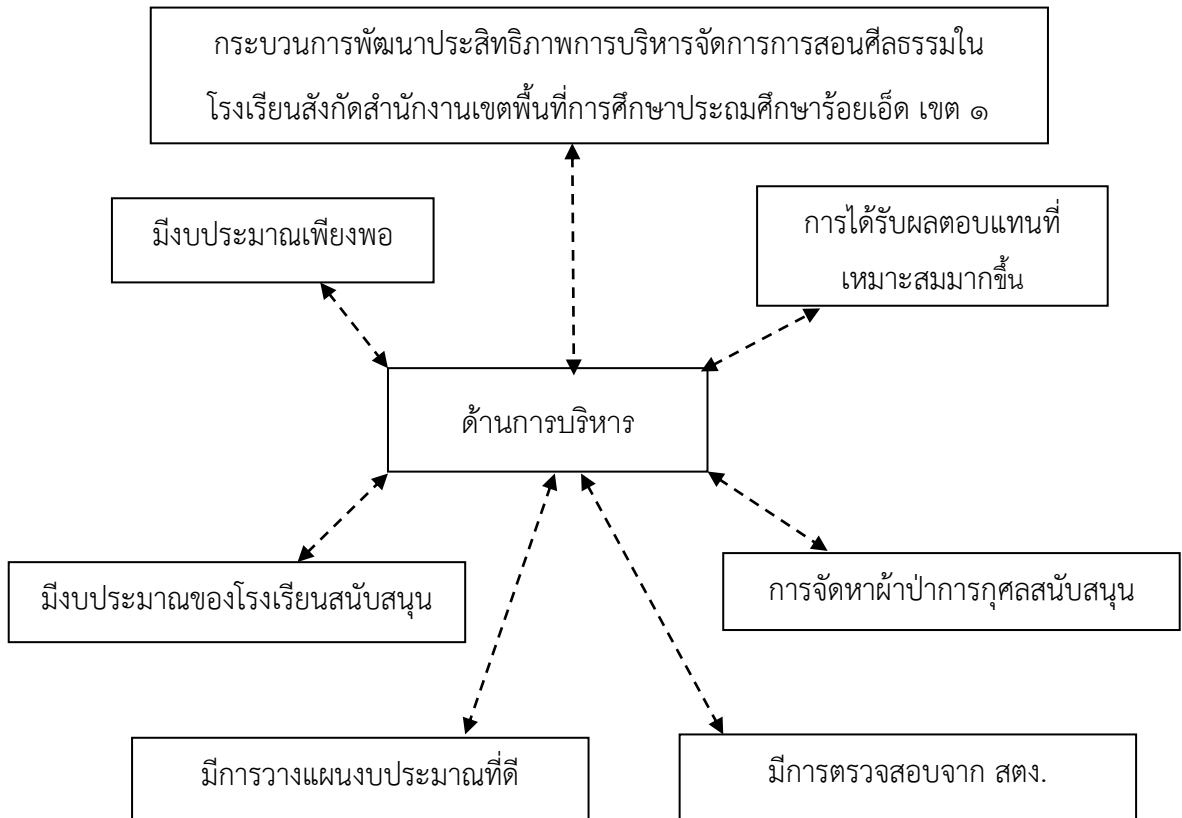 กระบวนการพัฒนาประสิทธิภาพการบริหารจัดการการสอนศีลธรรมใน
โรงเรียนสังกัดสำนักงานเขตพื้นที่การศึกษาประถมศึกษาร้อยเอ็ด เขต ๑
มีงบประมาณเพียงพอ
การได้รับผลตอบแทนที่
เหมาะสมมากขึ้น
ด้านการบริหาร
มีงบประมาณของโรงเรียนสนับสนุน
การจัดหาผ้าป่าการกุศลสนับสนุน
มีการวางแผนงบประมาณที่ดี
มีการตรวจสอบจาก สตง.